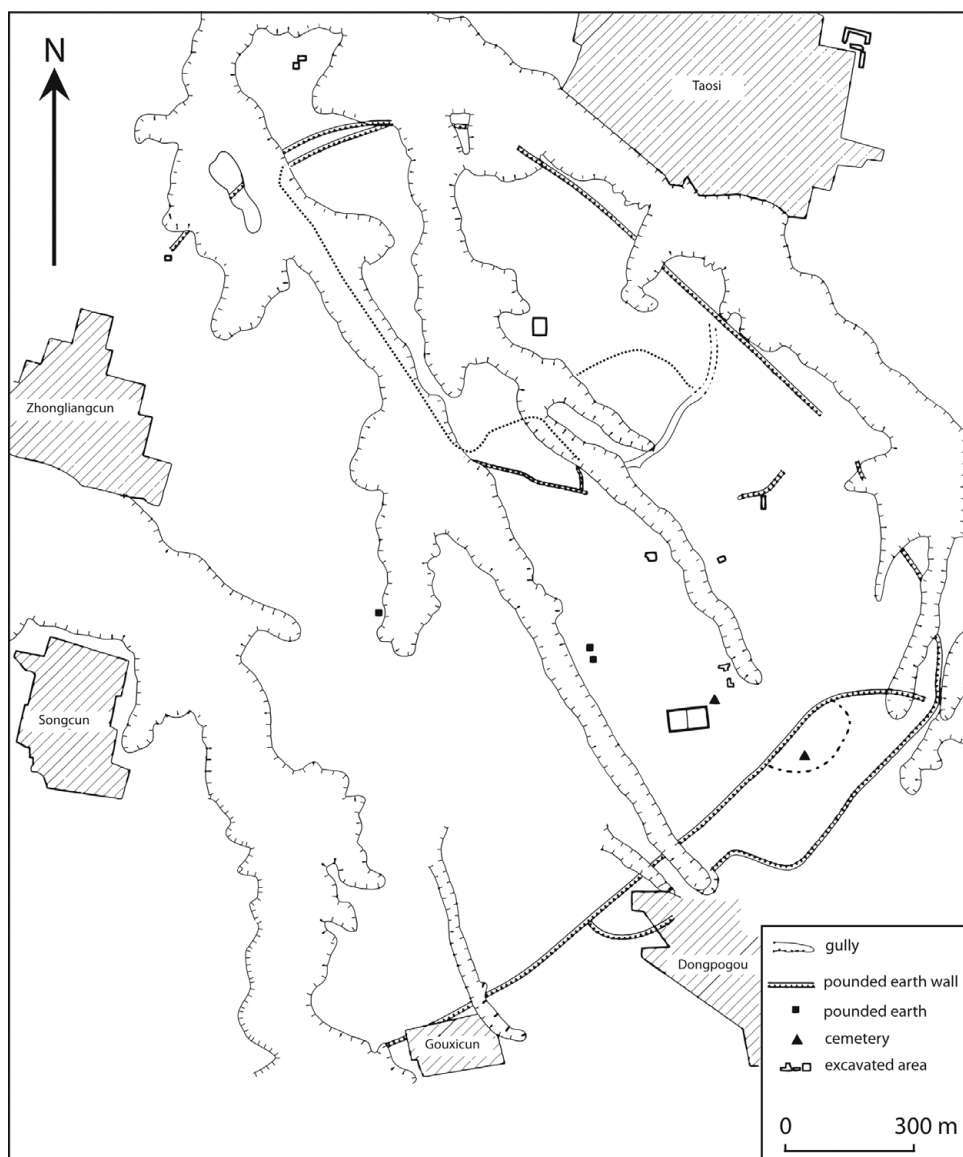 N
Taosi
Zhongliangcun
Songcun
Dongpogou
Gouxicun
gully
pounded earth wall
pounded earth
cemetery
excavated area
0 300 m